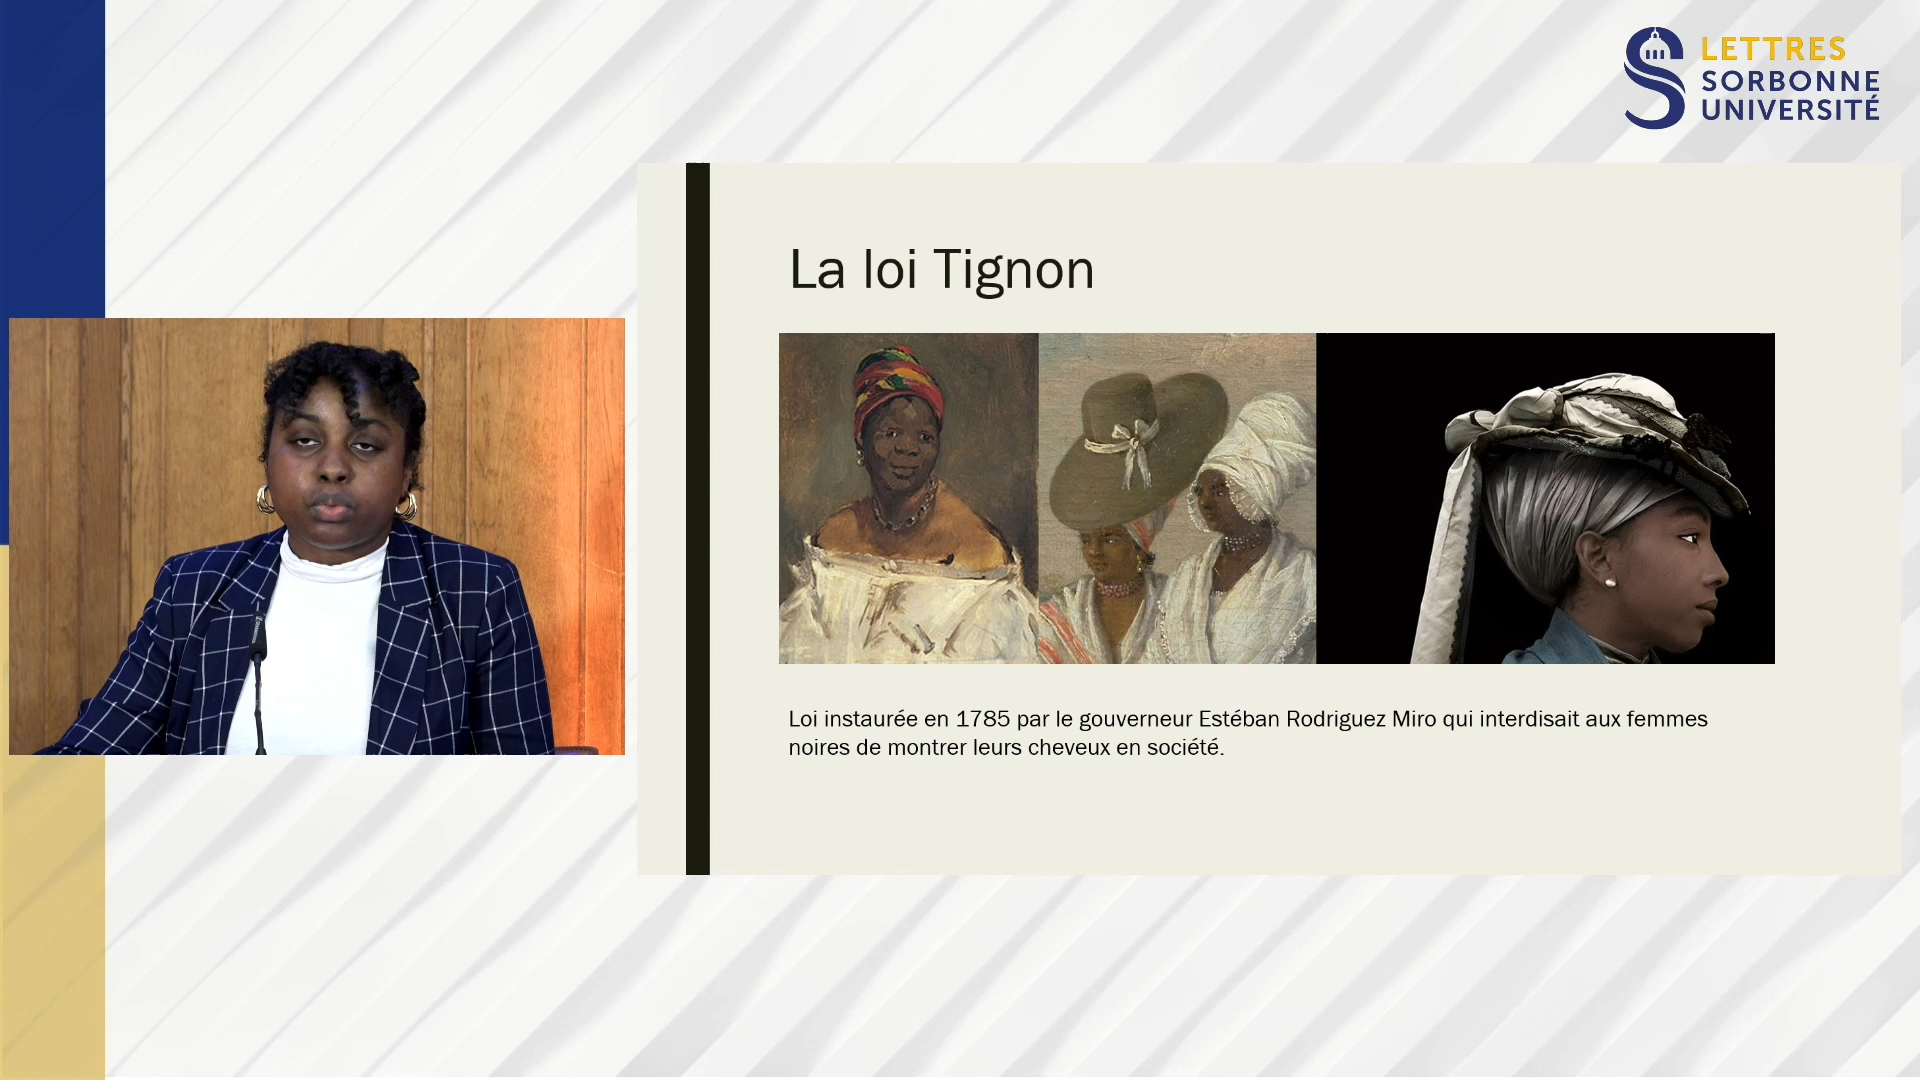 LETTRES
SORBONNE
UNIVERSITÉ
La loi Tignon
Loi instaurée en 1785 par le gouverneur Estéban Rodriguez Miro qui interdisait aux femmes
noires de montrer leurs cheveux en société.